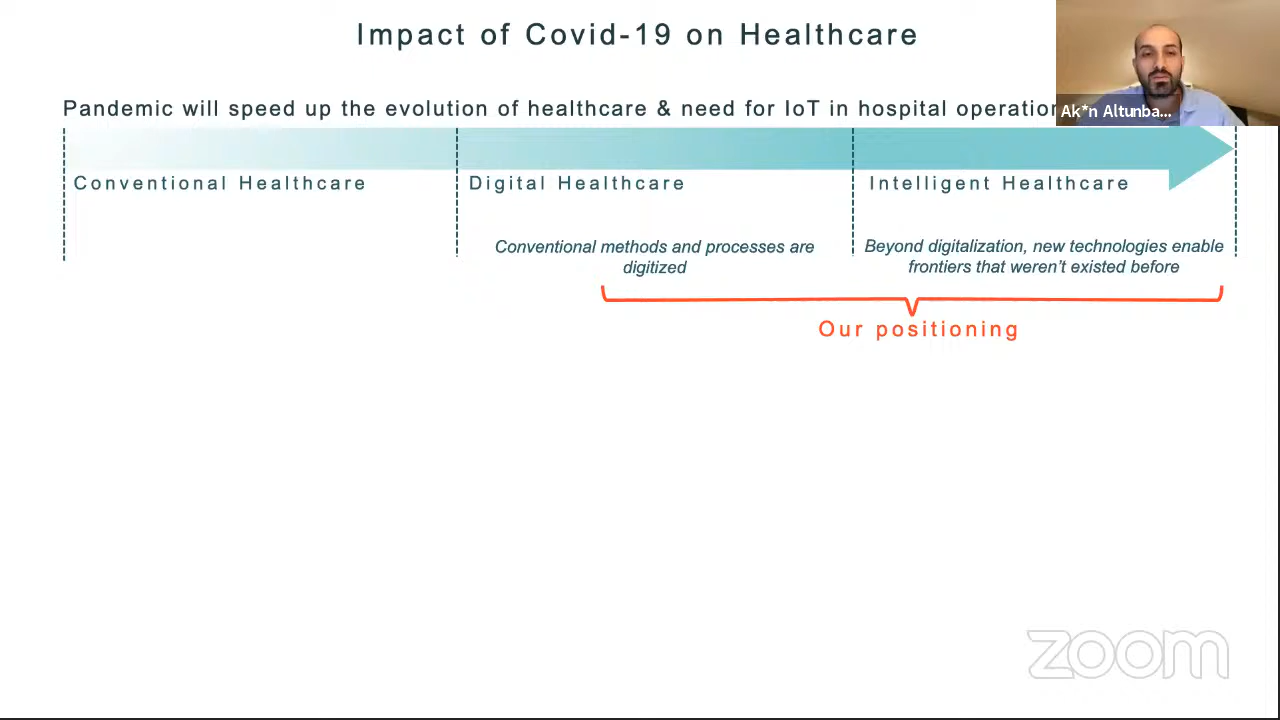 Impact of Covid-19 on Healthcare
Pandemic will speed up the evolution of healthcare & need for IoT in hospital operation
Ak*n Altunba...
Conventional Healthcare
Digital Healthcare
Intelligent Healthcare
Conventional methods and processes are
digitized
Beyond digitalization, new technologies enable
frontiers that weren't existed before
Our positioning
zoom